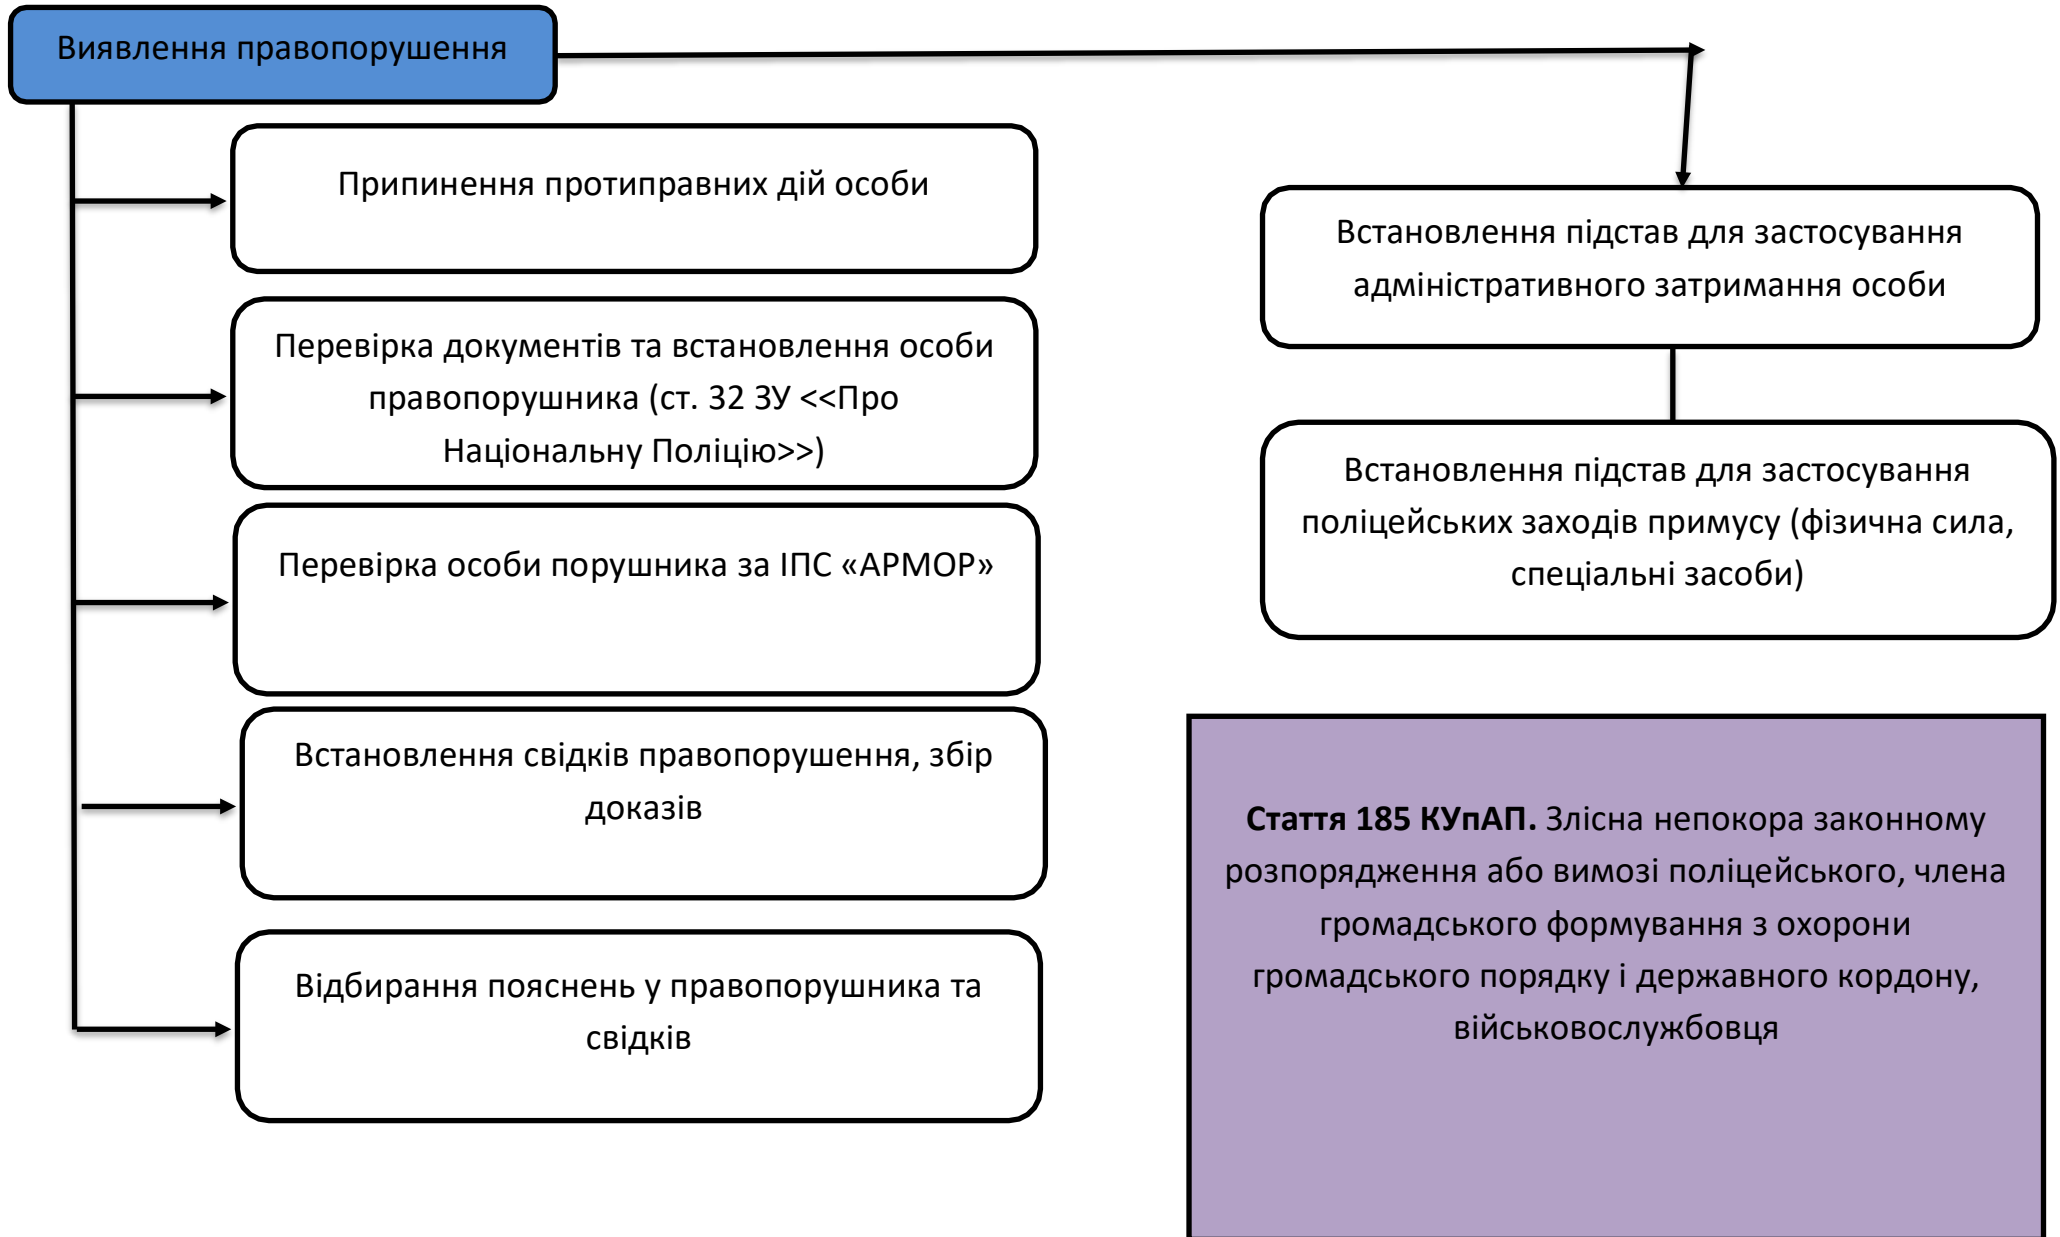 Виявлення правопорушення
Припинення протиправних дій особи
Перевірка документів та встановлення особи
правопорушника (ст. 32 ЗУ <<Про
Національну Поліцію>>)
Перевірка особи порушника за ІПС «АРМОР»
Встановлення свідків правопорушення, збір
доказів
Відбирання пояснень у правопорушника та
свідків
Встановлення підстав для застосування
адміністративного затримання особи
Встановлення підстав для застосування
поліцейських заходів примусу (фізична сила,
спеціальні засоби)
Стаття 185 КУпАП. Злісна непокора законному
розпорядження або вимозі поліцейського, члена
громадського формування з охорони
громадського порядку і державного кордону,
військовослужбовця